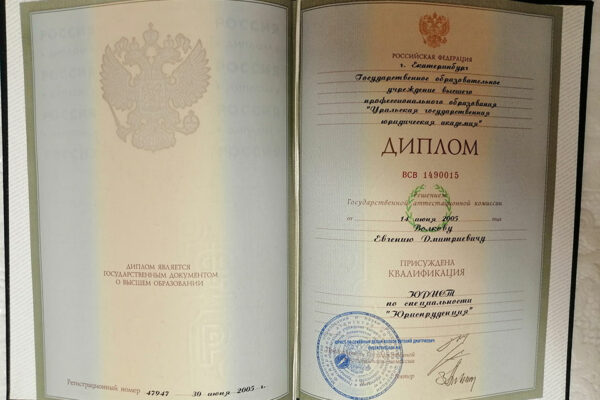 ДИПЛОМ ЯВЛЯЕТСЯ
ГОСУДАРСТВЕННЫМ ДОКУМЕНТОМ
О ВЫСШЕМ ОБРАЗОВАНИИ
Регистрационный номер 47947 30 июня 2005 г.
РОССИЙСКАЯ ФЕДЕРАЦИЯ
г. Екатеринбург
Государственное образовательное
учреждение высшего
профессионального образования
"Уральская государственная
юридическая академия"
ДИПЛОМ
ВСВ 1490015
Решением
Государственной аттестационной комиссии
от 14 июня 2005 года
Волкову
Евгению Дмитриевичу
ПРИСУЖДЕНА
КВАЛИФИКАЦИЯ
ЮРИСТ
по специальности
"Юриспруденция"
Ректор